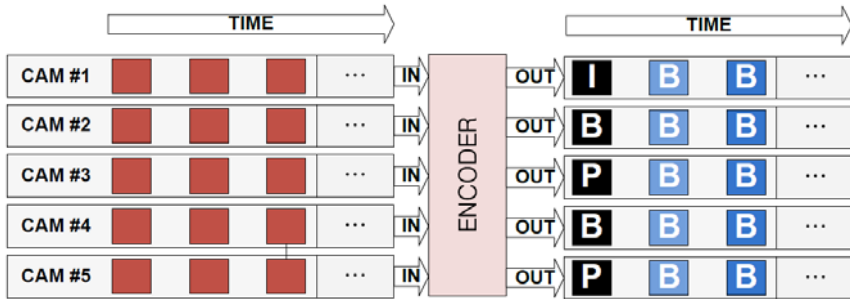 TIME TIME
CAM #1 ... IN OUT I B B ...
CAM #2 ... IN OUT B B B ...
CAM #3 ... IN ENCODER OUT P B B ...
CAM #4 ... IN OUT B B B ...
CAM #5 ... IN OUT P B B ...